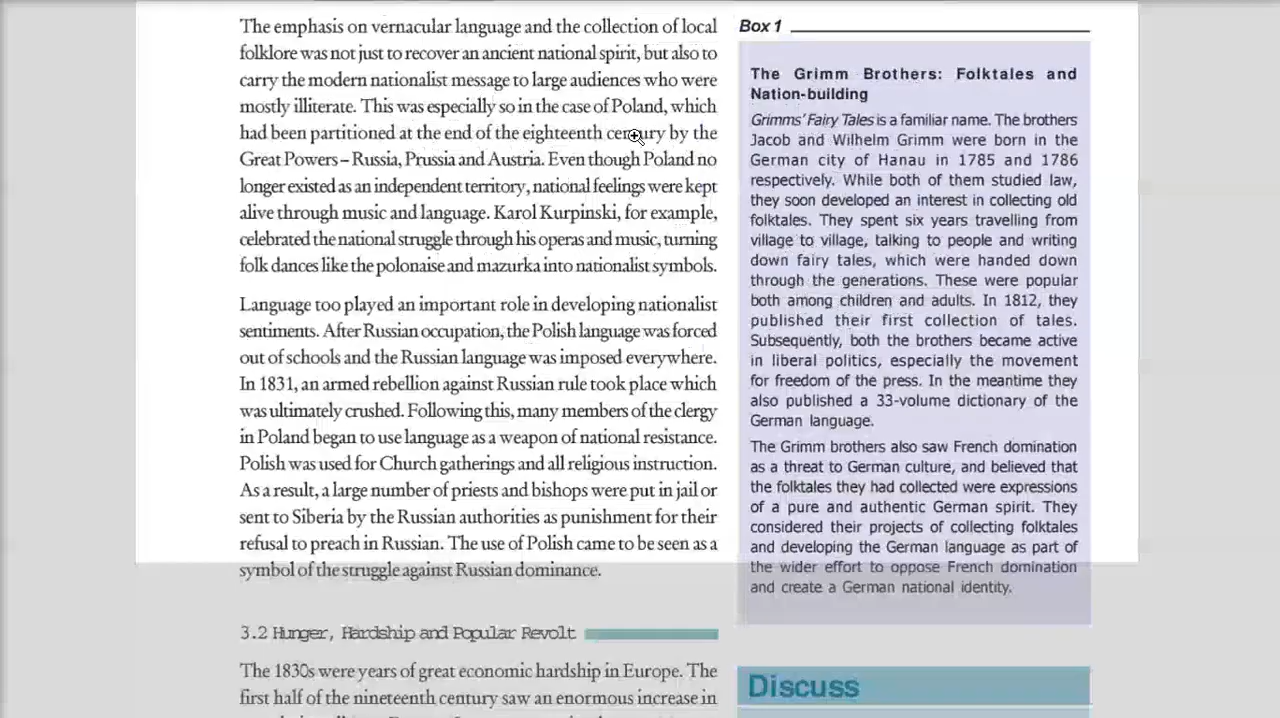 The emphasis on vernacular language and the collection of local
folklore was not just to recover an ancient national spirit, but also to
carry the modern nationalist message to large audiences who were
mostly illiterate. This was especially so in the case of Poland, which
had been partitioned at the end of the eighteenth century by the
Great Powers – Russia, Prussia and Austria. Even though Poland no
longer existed as an independent territory, national feelings were kept
alive through music and language. Karol Kurpinski, for example,
celebrated the national struggle through his operas and music, turning
folk dances like the polonaise and mazurka into nationalist symbols.
Language too played an important role in developing nationalist
sentiments. After Russian occupation, the Polish language was forced
out of schools and the Russian language was imposed everywhere.
In 1831, an armed rebellion against Russian rule took place which
was ultimately crushed. Following this, many members of the clergy
in Poland began to use language as a weapon of national resistance.
Polish was used for Church gatherings and all religious instruction.
As a result, a large number of priests and bishops were put in jail or
sent to Siberia by the Russian authorities as punishment for their
refusal to preach in Russian. The use of Polish came to be seen as a
symbol of the struggle against Russian dominance.
3.2 Hunger, Hardship and Popular Revolt
The 1830s were years of great economic hardship in Europe. The
first half of the nineteenth century saw an enormous increase in
Box 1
The Grimm Brothers: Folktales and
Nation-building
Grimms' Fairy Tales is a familiar name. The brothers
Jacob and Wilhelm Grimm were born in the
German city of Hanau in 1785 and 1786
respectively. While both of them studied law,
they soon developed an interest in collecting old
folktales. They spent six years travelling from
village to village, talking to people and writing
down fairy tales, which were handed down
through the generations. These were popular
both among children and adults. In 1812, they
published their first collection of tales.
Subsequently, both the brothers became active
in liberal politics, especially the movement
for freedom of the press. In the meantime they
also published a 33-volume dictionary of the
German language.
The Grimm brothers also saw French domination
as a threat to German culture, and believed that
the folktales they had collected were expressions
of a pure and authentic German spirit. They
considered their projects of collecting folktales
and developing the German language as part of
the wider effort to oppose French domination
and create a German national identity.
Discuss